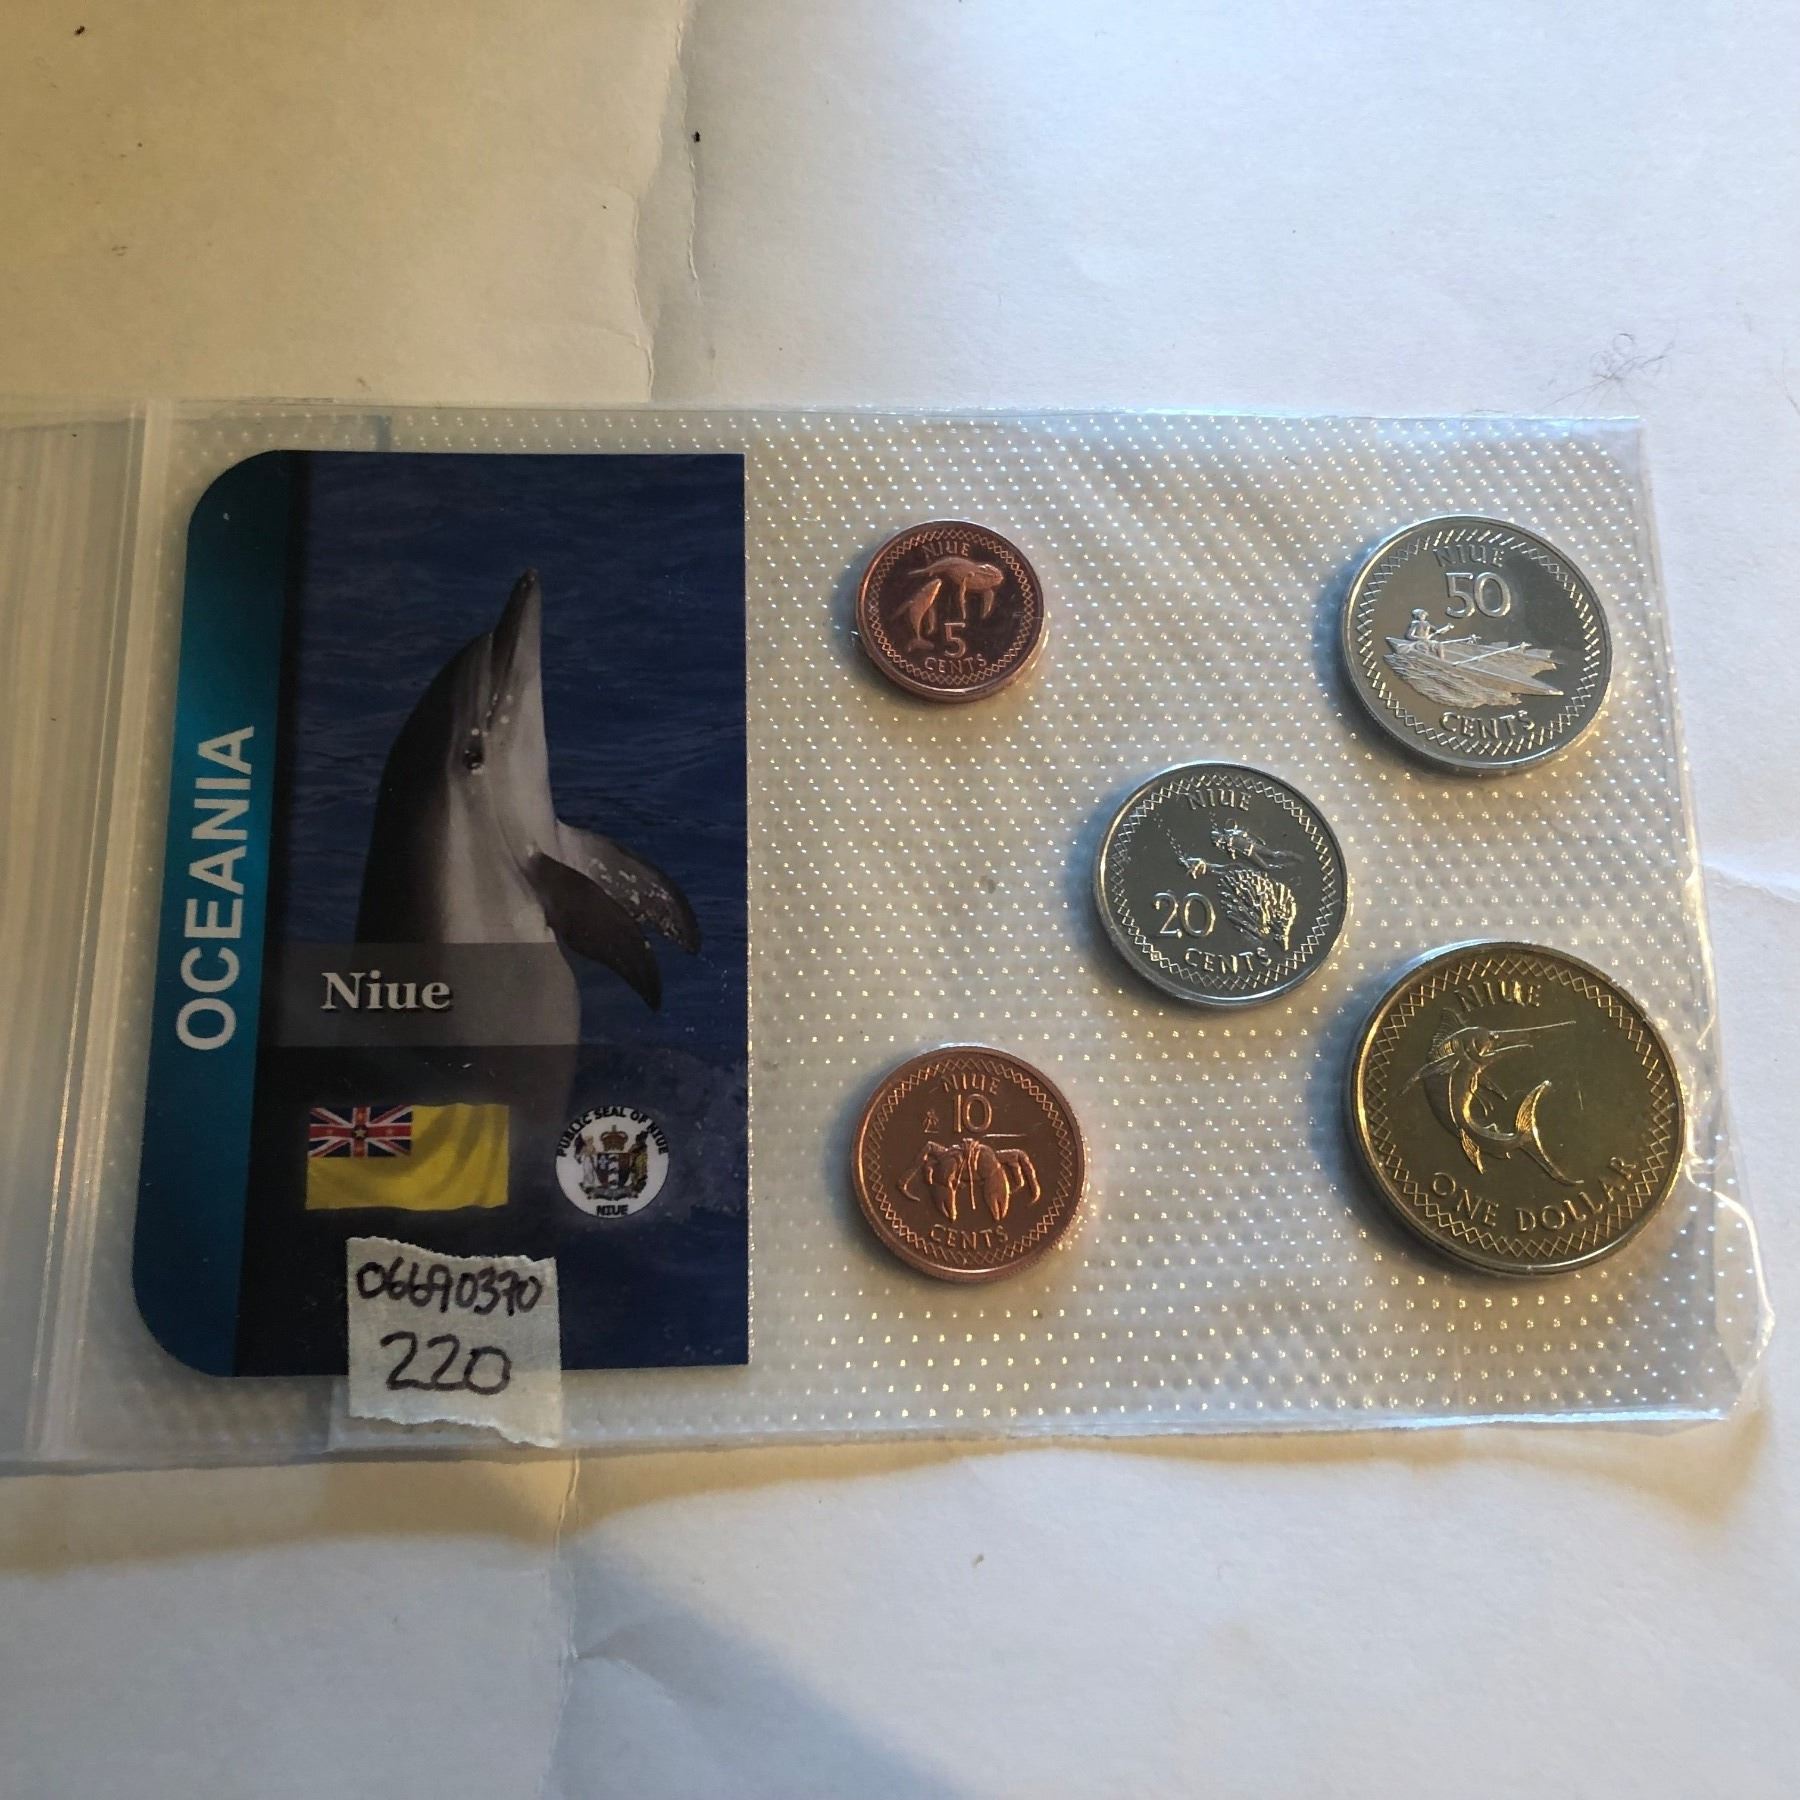 OCEANIA
Niue
PUBLIC SEAL OF NIUE
NIUE
06690370
220
NIUE
5
CENTS
NIUE
50
CENTS
NIUE
20
CENTS
NIUE
10
CENTS
NIUE
ONE DOLLAR